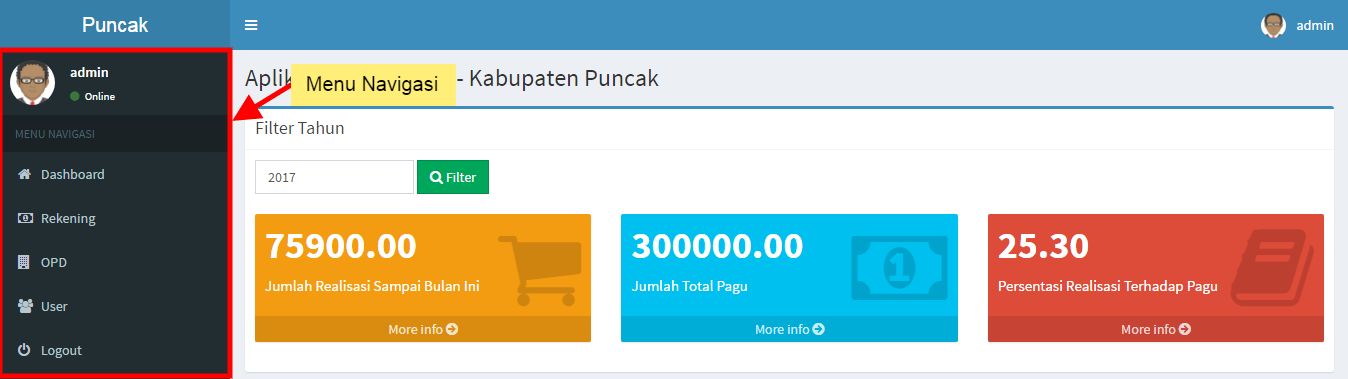 Puncak
admin
admin
Online
Menu Navigasi
Aplik - Kabupaten Puncak
MENU NAVIGASI
Filter Tahun
Dashboard
2017
Filter
Rekening
75900.00
300000.00
25.30
OPD
Jumlah Realisasi Sampai Bulan Ini
Jumlah Total Pagu
Persentasi Realisasi Terhadap Pagu
User
More info
More info
More info
Logout